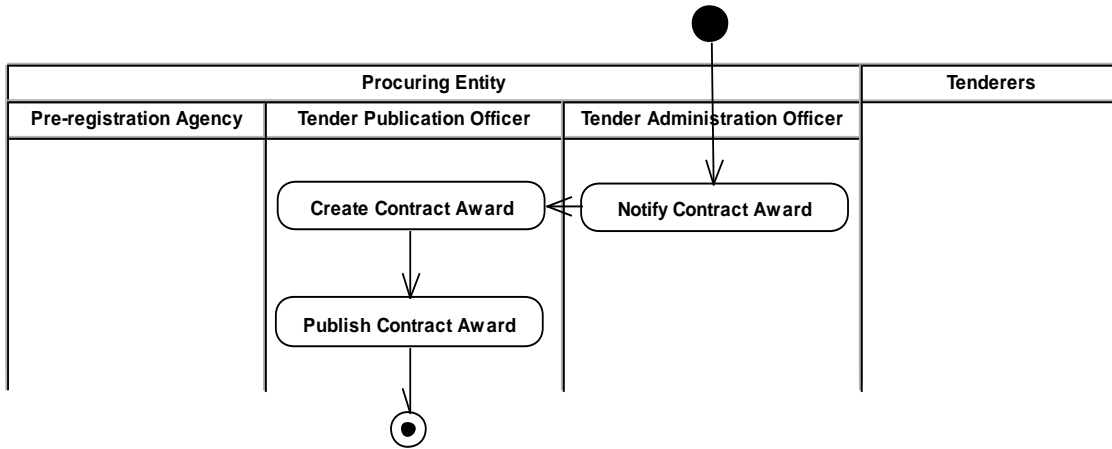 Procuring Entity
Tenderers
Pre-registration Agency
Tender Publication Officer
Tender Administration Officer
Create Contract Award
Notify Contract Award
Publish Contract Award